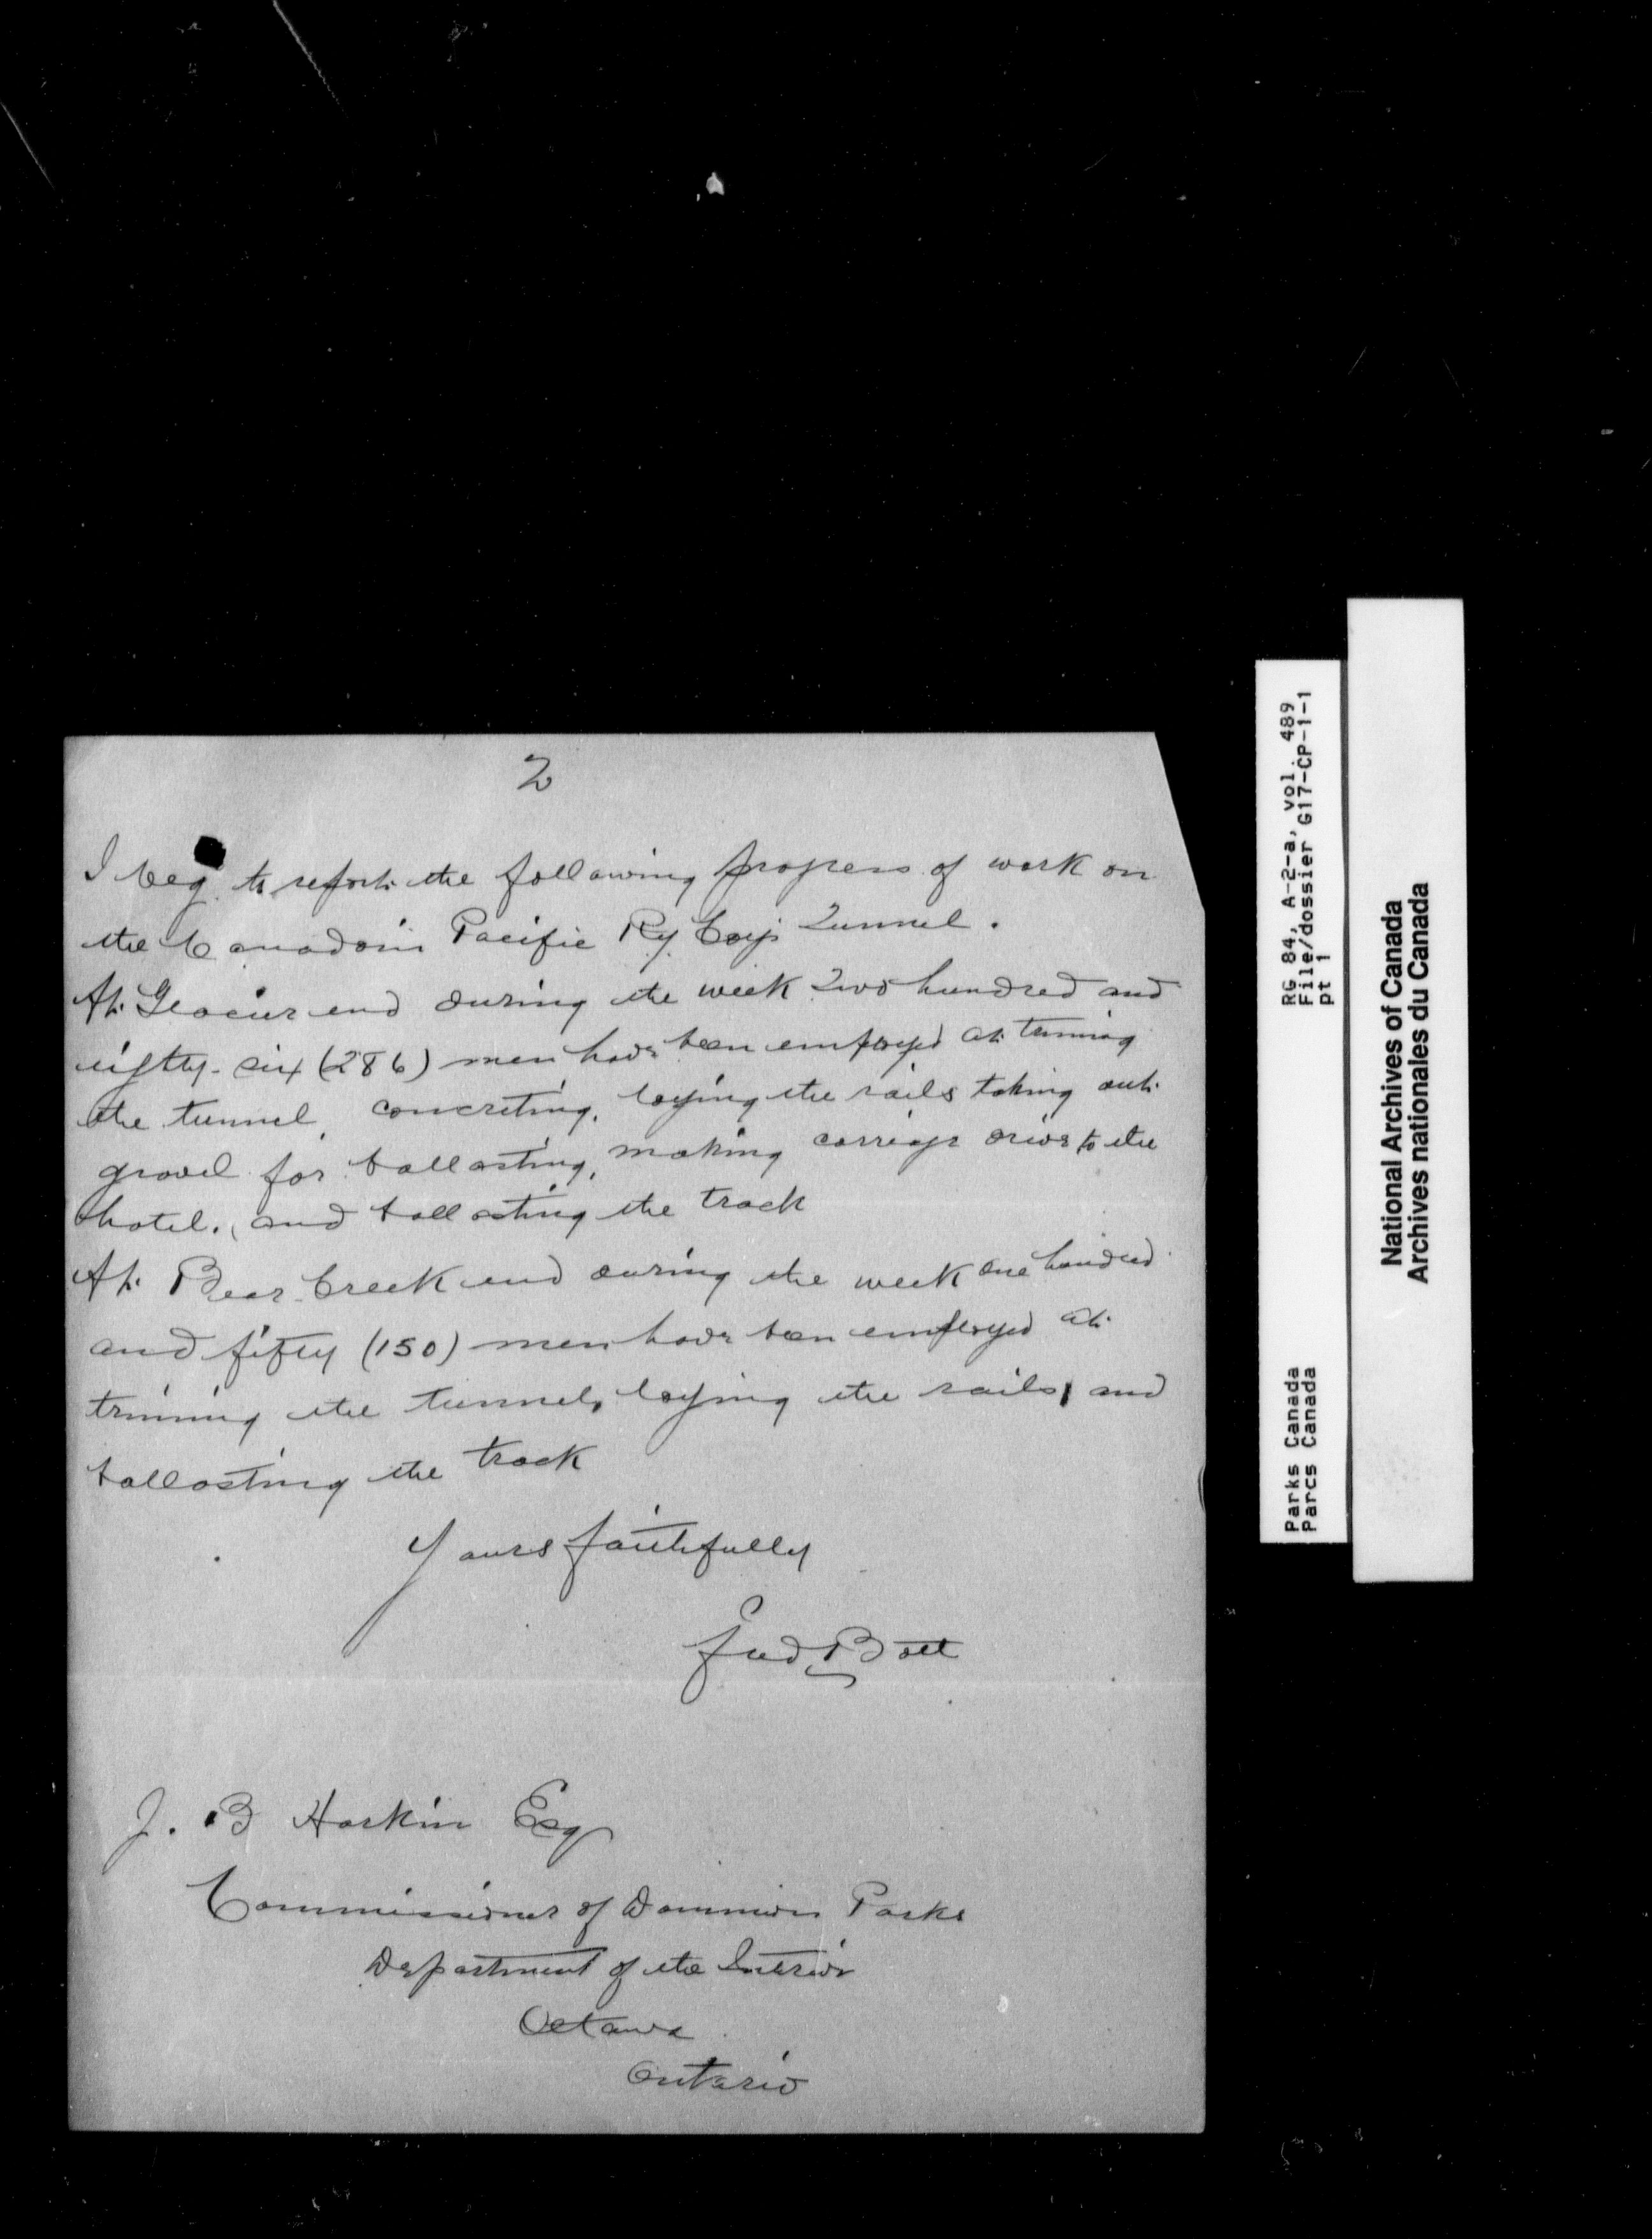 2
I beg to report the following progress of work on
the Canadain Pacific Ry Coys Tunnel.
At Glacier end during the week Two hundred and
eighty-six (286) men have been employed at triming
the tunnel, concreting, laying the rails taking out
gravel for ballasting, making carriage drive to the
hotel, and ballasting the track
At Bear Creek end during the week one hundred
and fifty (150) men have been employed at
trimiing the tunnel, laying the rails, and
ballasting the track
Yours faithfully
Fred Bott
J. B Harkin Esq
Commissioner of Dominion Parks
Department of the Interior
Ottawa
Ontario
RG 84, A-2-a, vol. 489
File/dossier G17-CP-1-1
pt 1
Parks Canada
Parcs Canada
National Archives of Canada
Archives nationales du Canada